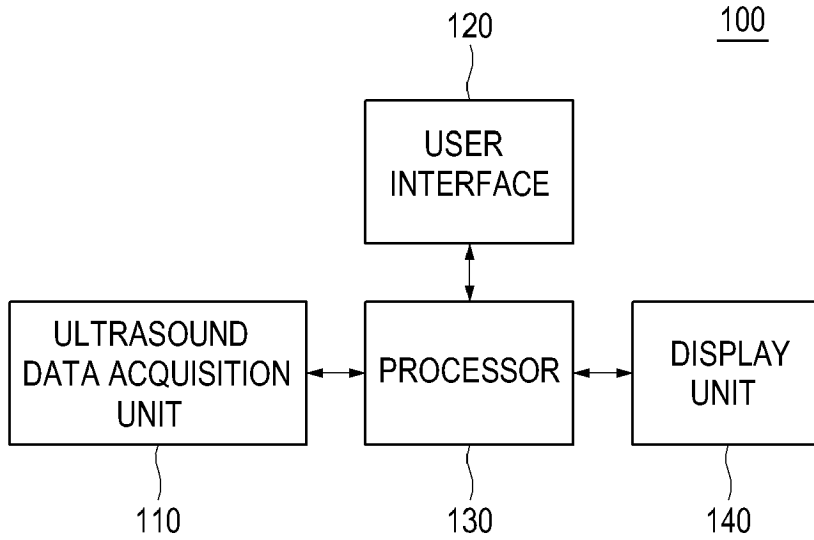 120
100
USER
INTERFACE
ULTRASOUND
DATA ACQUISITION
UNIT
PROCESSOR
DISPLAY
UNIT
110
130
140